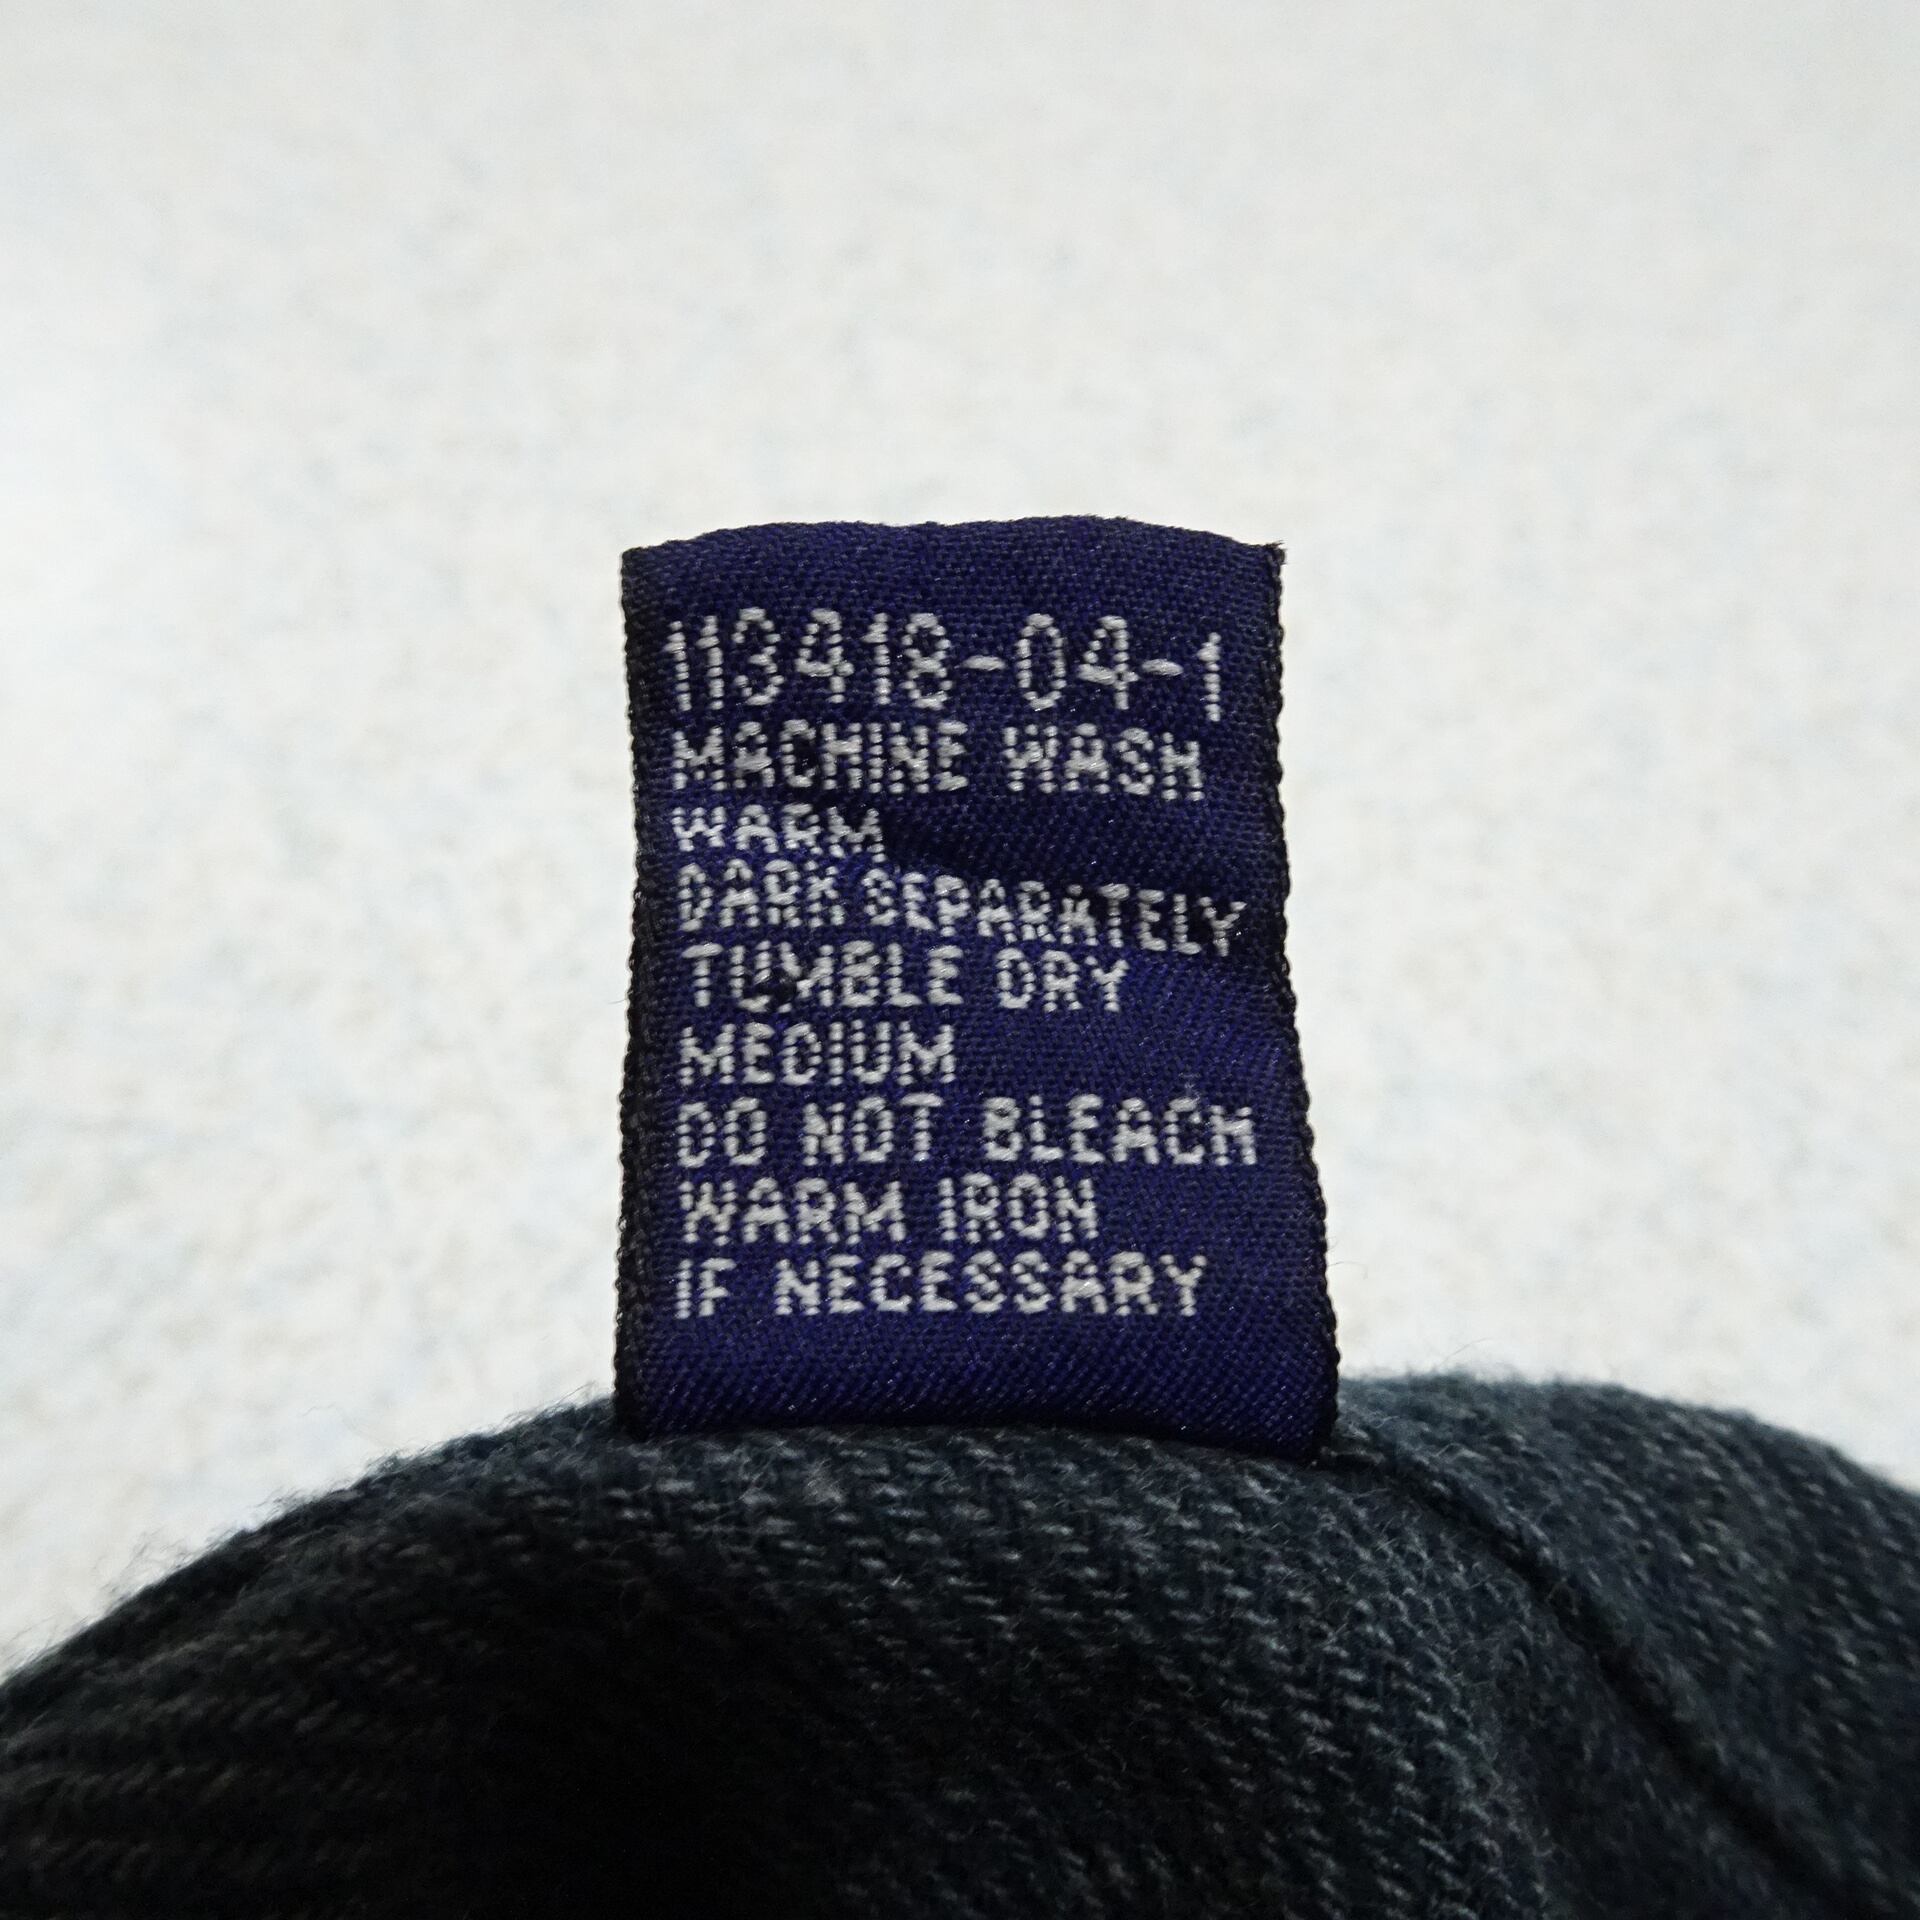 113418-04-1
MACHINE WASH
WARM
DARK SEPARATELY
TUMBLE DRY
MEDIUM
DO NOT BLEACH
WARM IRON
IF NECESSARY